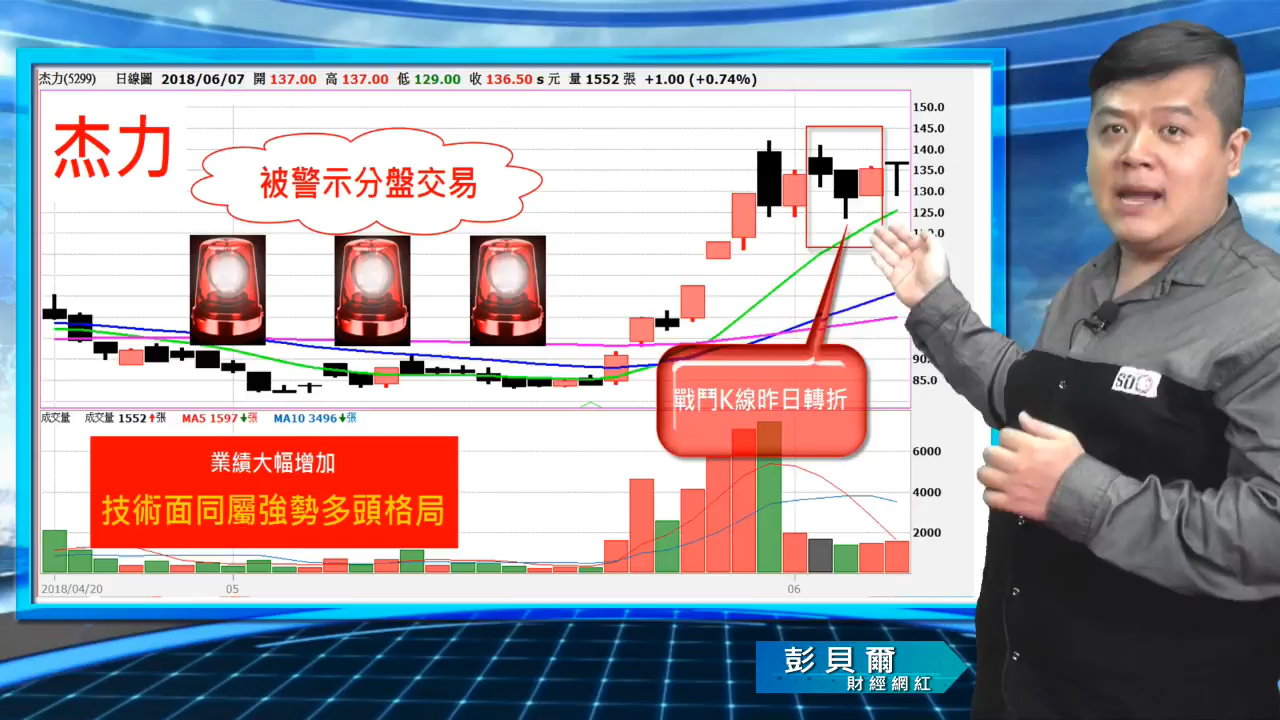 杰力(5299) 日線圖 2018/06/07 開 137.00 高 137.00 低 129.00 收 136.50 s 元 量 1552 張 +1.00 (+0.74%)
杰力
被警示分盤交易
150.0
145.0
140.0
135.0
130.0
125.0
90.
85.0
戰鬥K線昨日轉折
成交量 成交量 1552⬆張 MA5 1597⬇張 MA10 3496⬇張
業績大幅增加
技術面同屬強勢多頭格局
6000
4000
2000
2018/04/20 05 06
彭貝爾
財經網紅